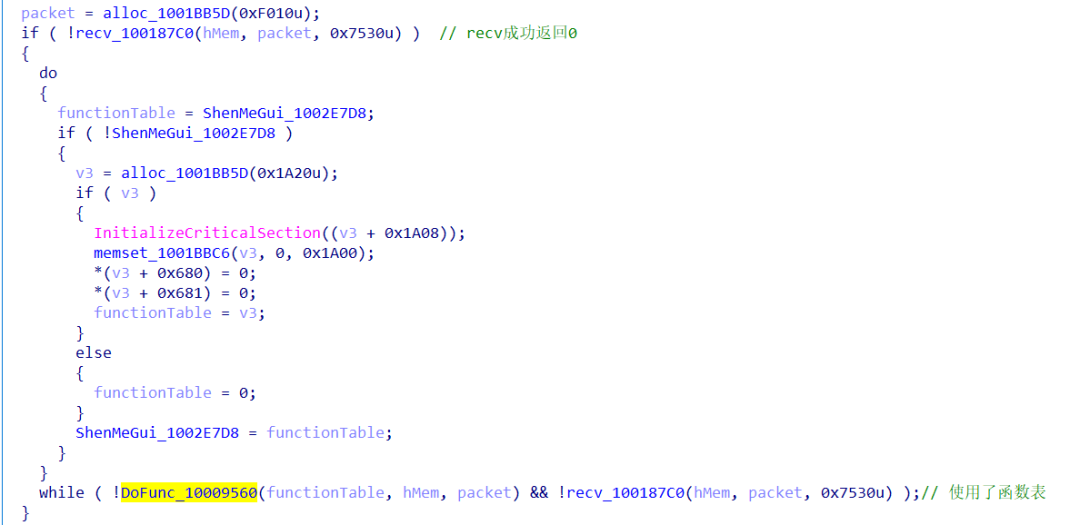 packet = alloc_1001BB5D(0xF010u);
if ( !recv_100187C0(hMem, packet, 0x7530u) )  // recv成功返回0
{
  do
  {
    functionTable = ShenMeGui_1002E7D8;
    if ( !ShenMeGui_1002E7D8 )
    {
      v3 = alloc_1001BB5D(0x1A20u);
      if ( v3 )
      {
        InitializeCriticalSection((v3 + 0x1A08));
        memset_1001BBC6(v3, 0, 0x1A00);
        *(v3 + 0x680) = 0;
        *(v3 + 0x681) = 0;
        functionTable = v3;
      }
      else
      {
        functionTable = 0;
      }
      ShenMeGui_1002E7D8 = functionTable;
    }
  }
  while ( !DoFunc_10009560(functionTable, hMem, packet) && !recv_100187C0(hMem, packet, 0x7530u) );// 使用了函数表
}